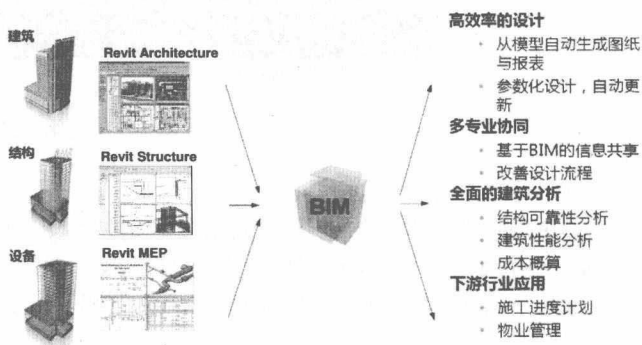 建筑
Revit Architecture
结构
Revit Structure
设备
Revit MEP
BIM
高效率的设计
· 从模型自动生成图纸
与报表
· 参数化设计，自动更
新
多专业协同
· 基于BIM的信息共享
· 改善设计流程
全面的建筑分析
· 结构可靠性分析
· 建筑性能分析
· 成本概算
下游行业应用
· 施工进度计划
· 物业管理